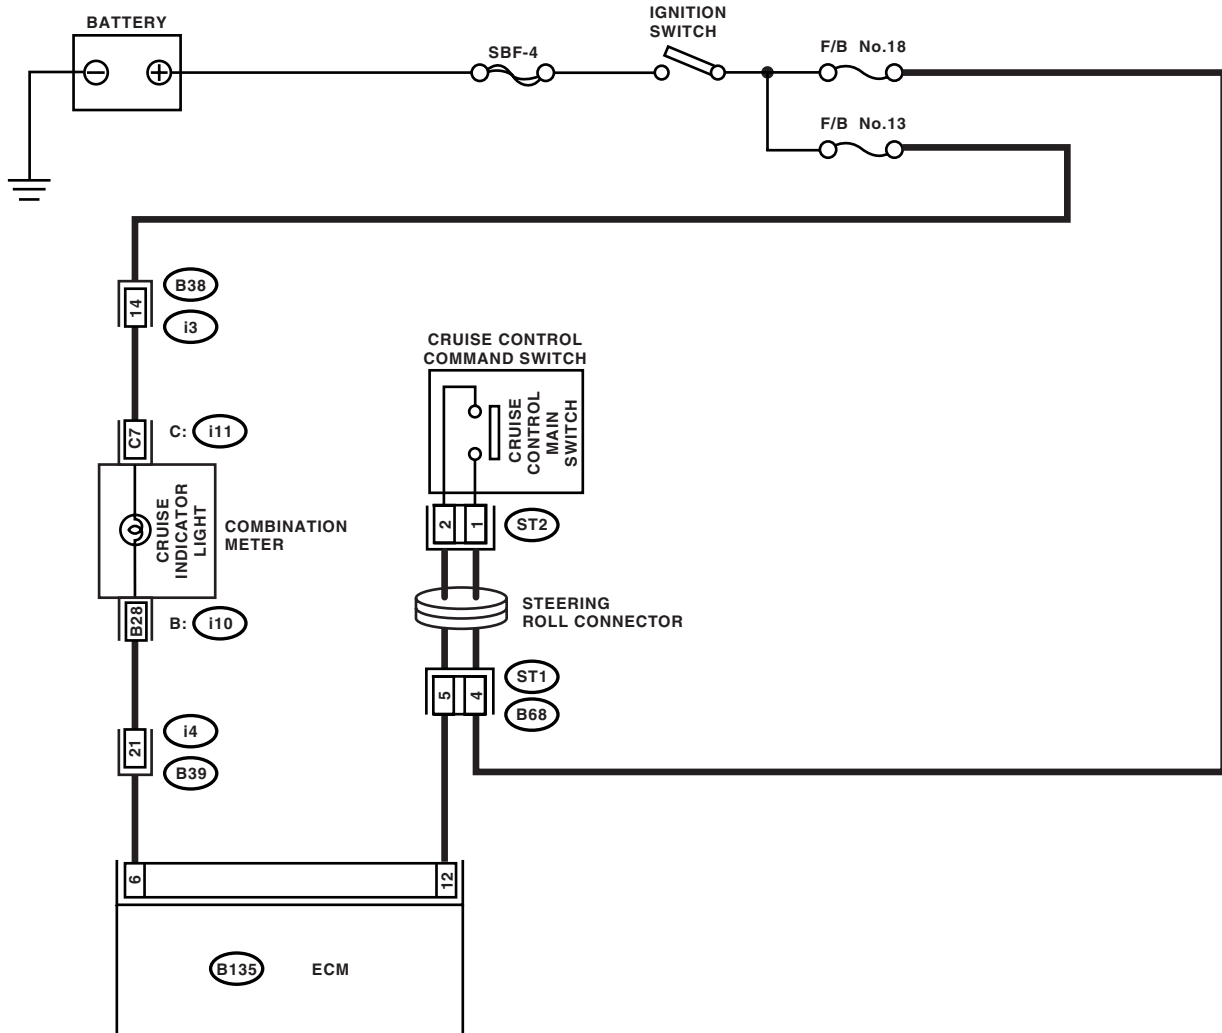 BATTERY
IGNITION
SWITCH
SBF-4
F/B No.18
F/B No.13
B38
14
i3
CRUISE CONTROL
COMMAND SWITCH
CRUISE
CONTROL
MAIN
SWITCH
C7
C: i11
2
1
ST2
CRUISE
INDICATOR
LIGHT
COMBINATION
METER
B28
B: i10
STEERING
ROLL CONNECTOR
5
4
ST1
B68
i4
21
B39
6
12
B135
ECM